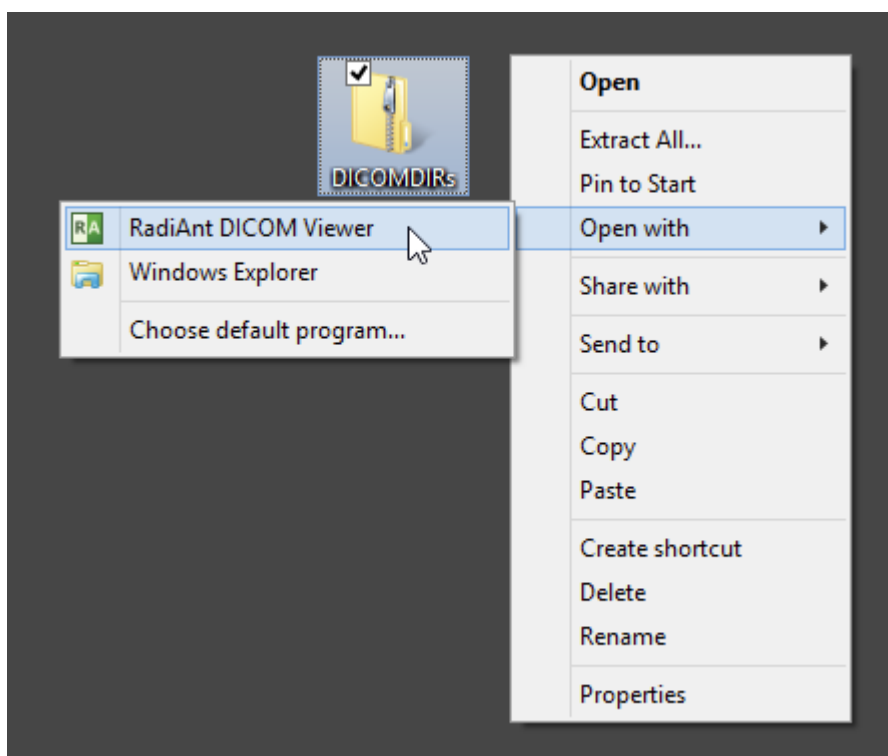 DICOMDIRs
Open
Extract All...
Pin to Start
Open with
Share with
Send to
Cut
Copy
Paste
Create shortcut
Delete
Rename
Properties
RA
RadiAnt DICOM Viewer
Windows Explorer
Choose default program...